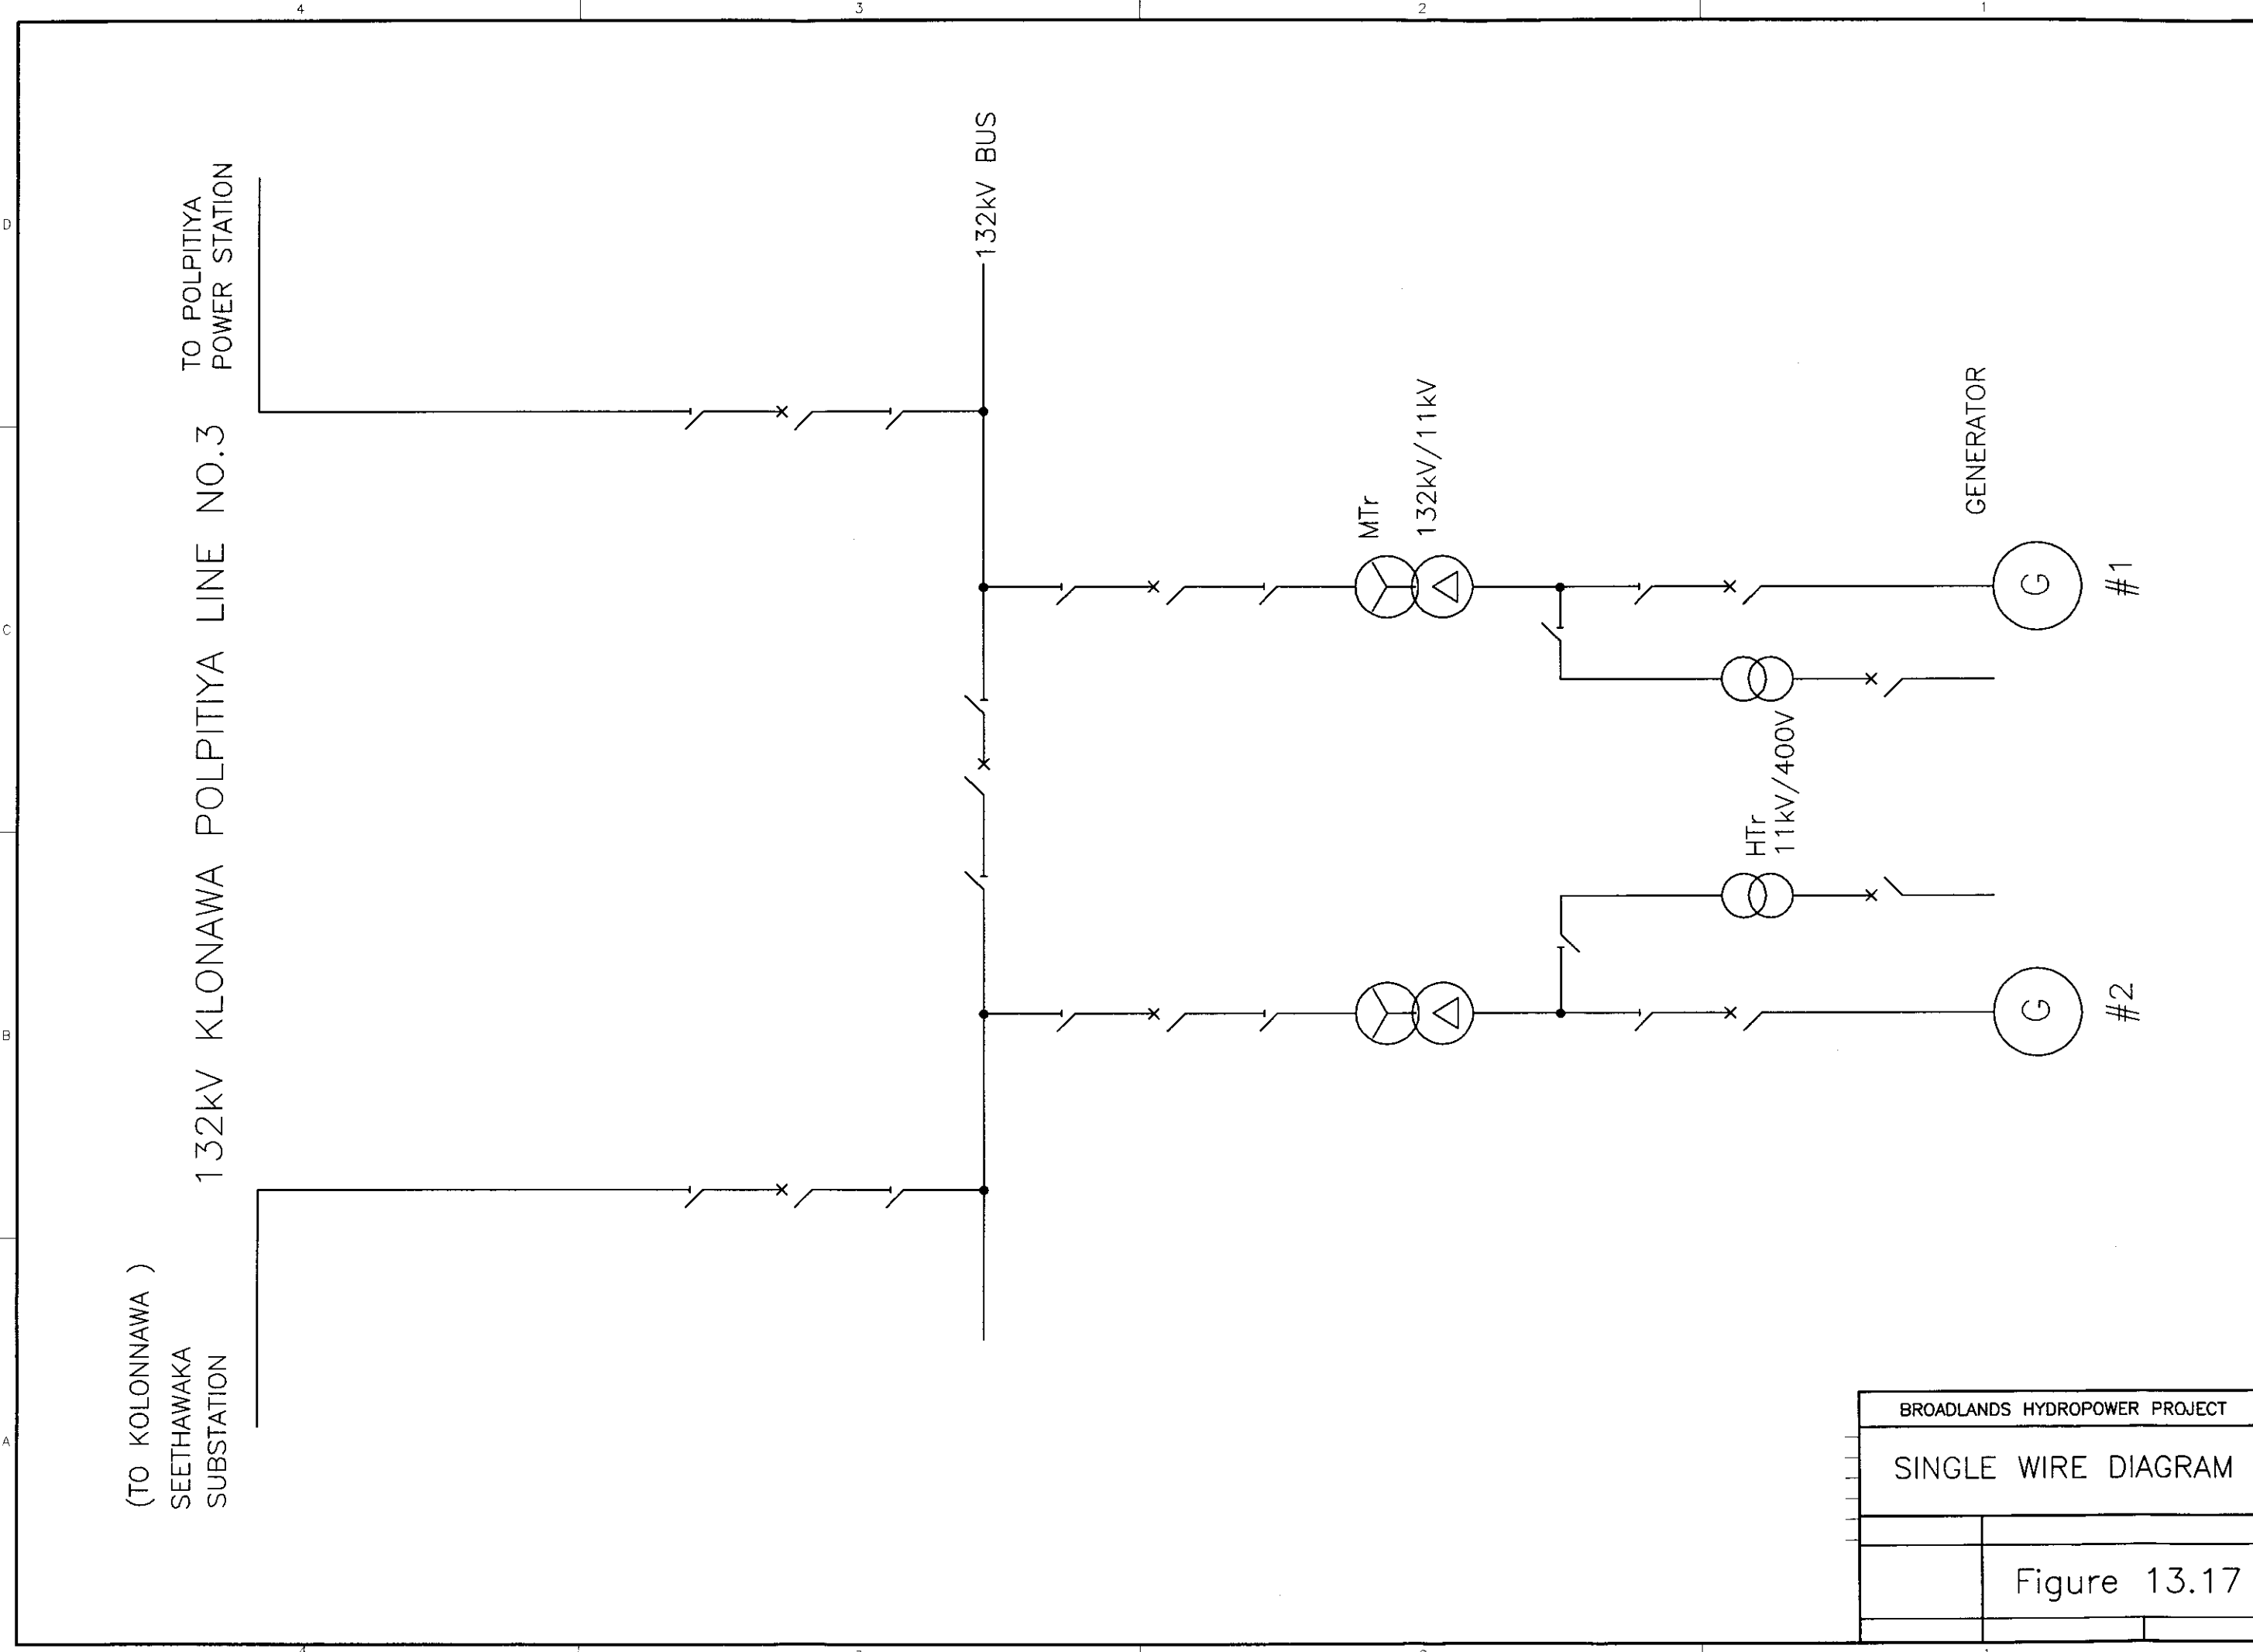 4
3
2
1
D
C
B
A
(TO KOLONNAWA )
SEETHAWAKA
SUBSTATION
132kV KLONAWA POLPITIYA LINE NO.3
TO POLPITIYA
POWER STATION
132kV BUS
MTr
132kV/11kV
HTr
11kV/400V
GENERATOR
G
#1
G
#2
BROADLANDS HYDROPOWER PROJECT
SINGLE WIRE DIAGRAM
Figure 13.17